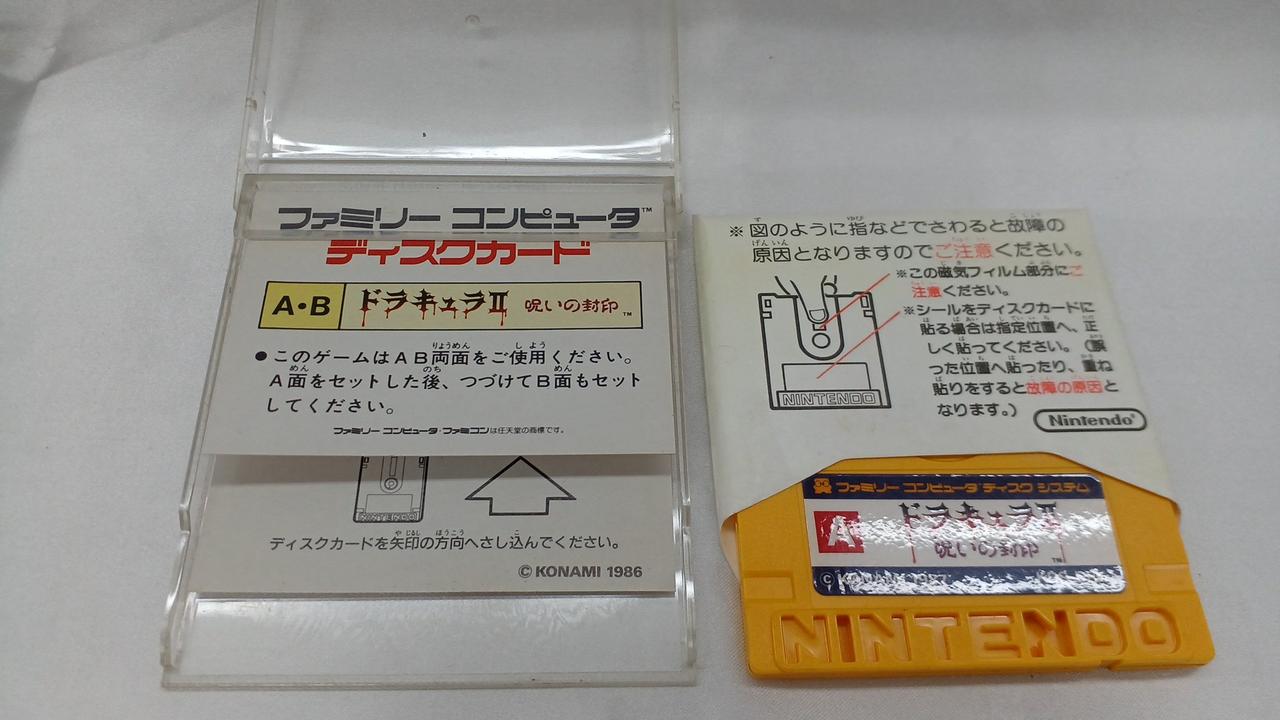 ファミリー コンピュータ™
ディスクカード
A・B ドラキュラII 呪いの封印™
●このゲームはAB両面をご使用ください。
A面をセットした後、つづけてB面もセット
してください。
ファミリー コンピュータ・ファミコンは任天堂の商標です。
NINTENDO
ディスクカードを矢印の方向へさし込んでください。
©KONAMI 1986
※図のように指などでさわると故障の
原因となりますのでご注意ください。
※この磁気フィルム部分にご
注意ください。
※シールをディスクカードに
貼る場合は指定位置へ、正
しく貼ってください。(誤
った位置へ貼ったり、重ね
貼りをすると故障の原因と
なります。)
NINTENDO
Nintendo®
ファミリー コンピュータ ディスク システム
A
ドラキュラII
呪いの封印™
©KONAMI 1987
NINTENDO